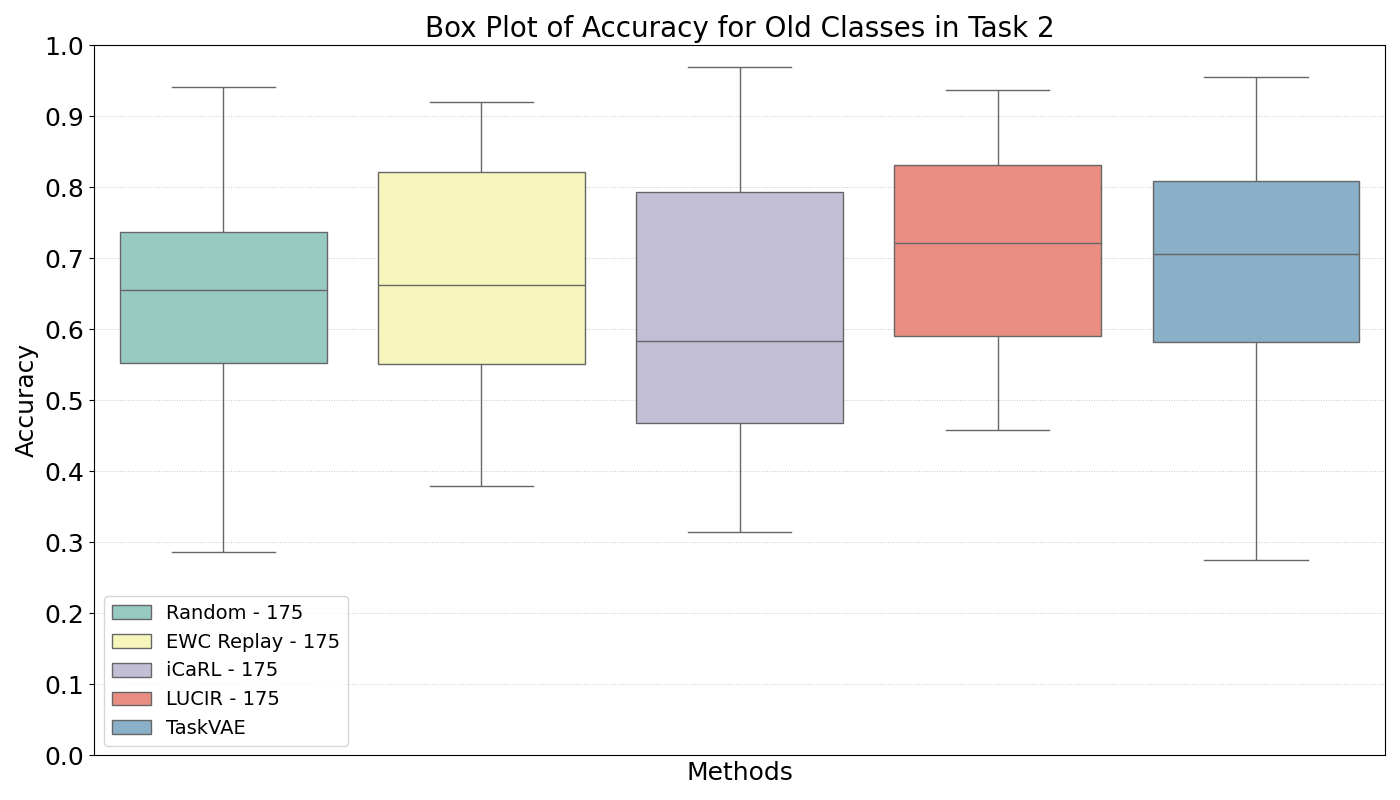 Box Plot of Accuracy for Old Classes in Task 2
1.0
0.9
0.8
0.7
0.6
0.5
0.4
0.3
0.2
0.1
0.0
Accuracy
Random - 175
EWC Replay - 175
iCaRL - 175
LUCIR - 175
TaskVAE
Methods